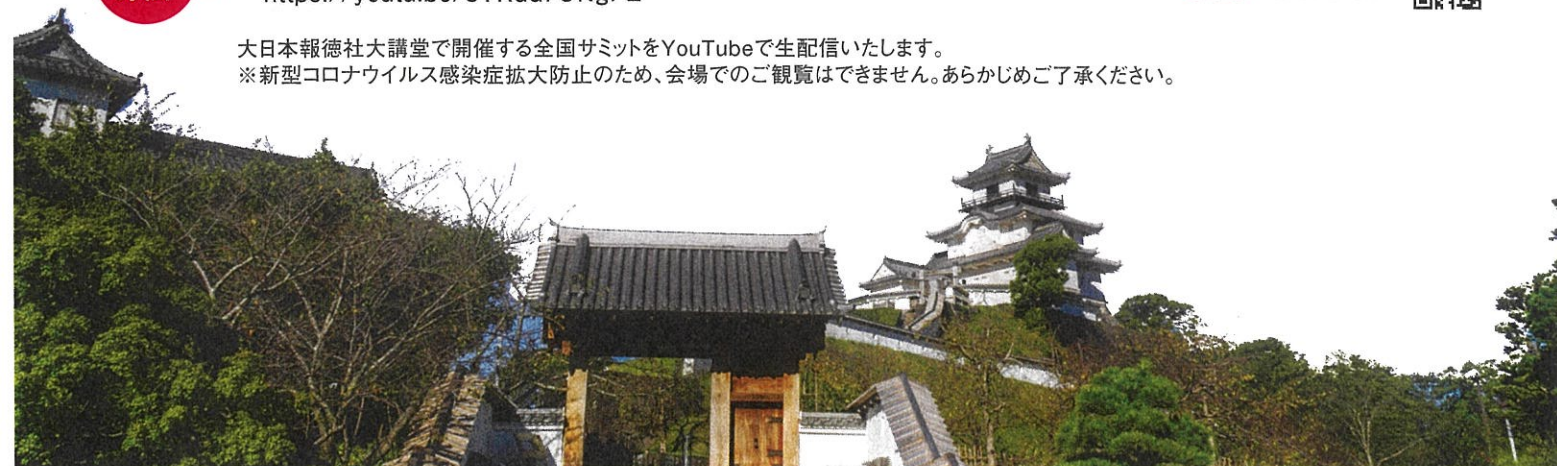 大日本報徳社大講堂で開催する全国サミットをYouTubeで生配信いたします。
※新型コロナウイルス感染症拡大防止のため、会場でのご観覧はできません。あらかじめご了承ください。